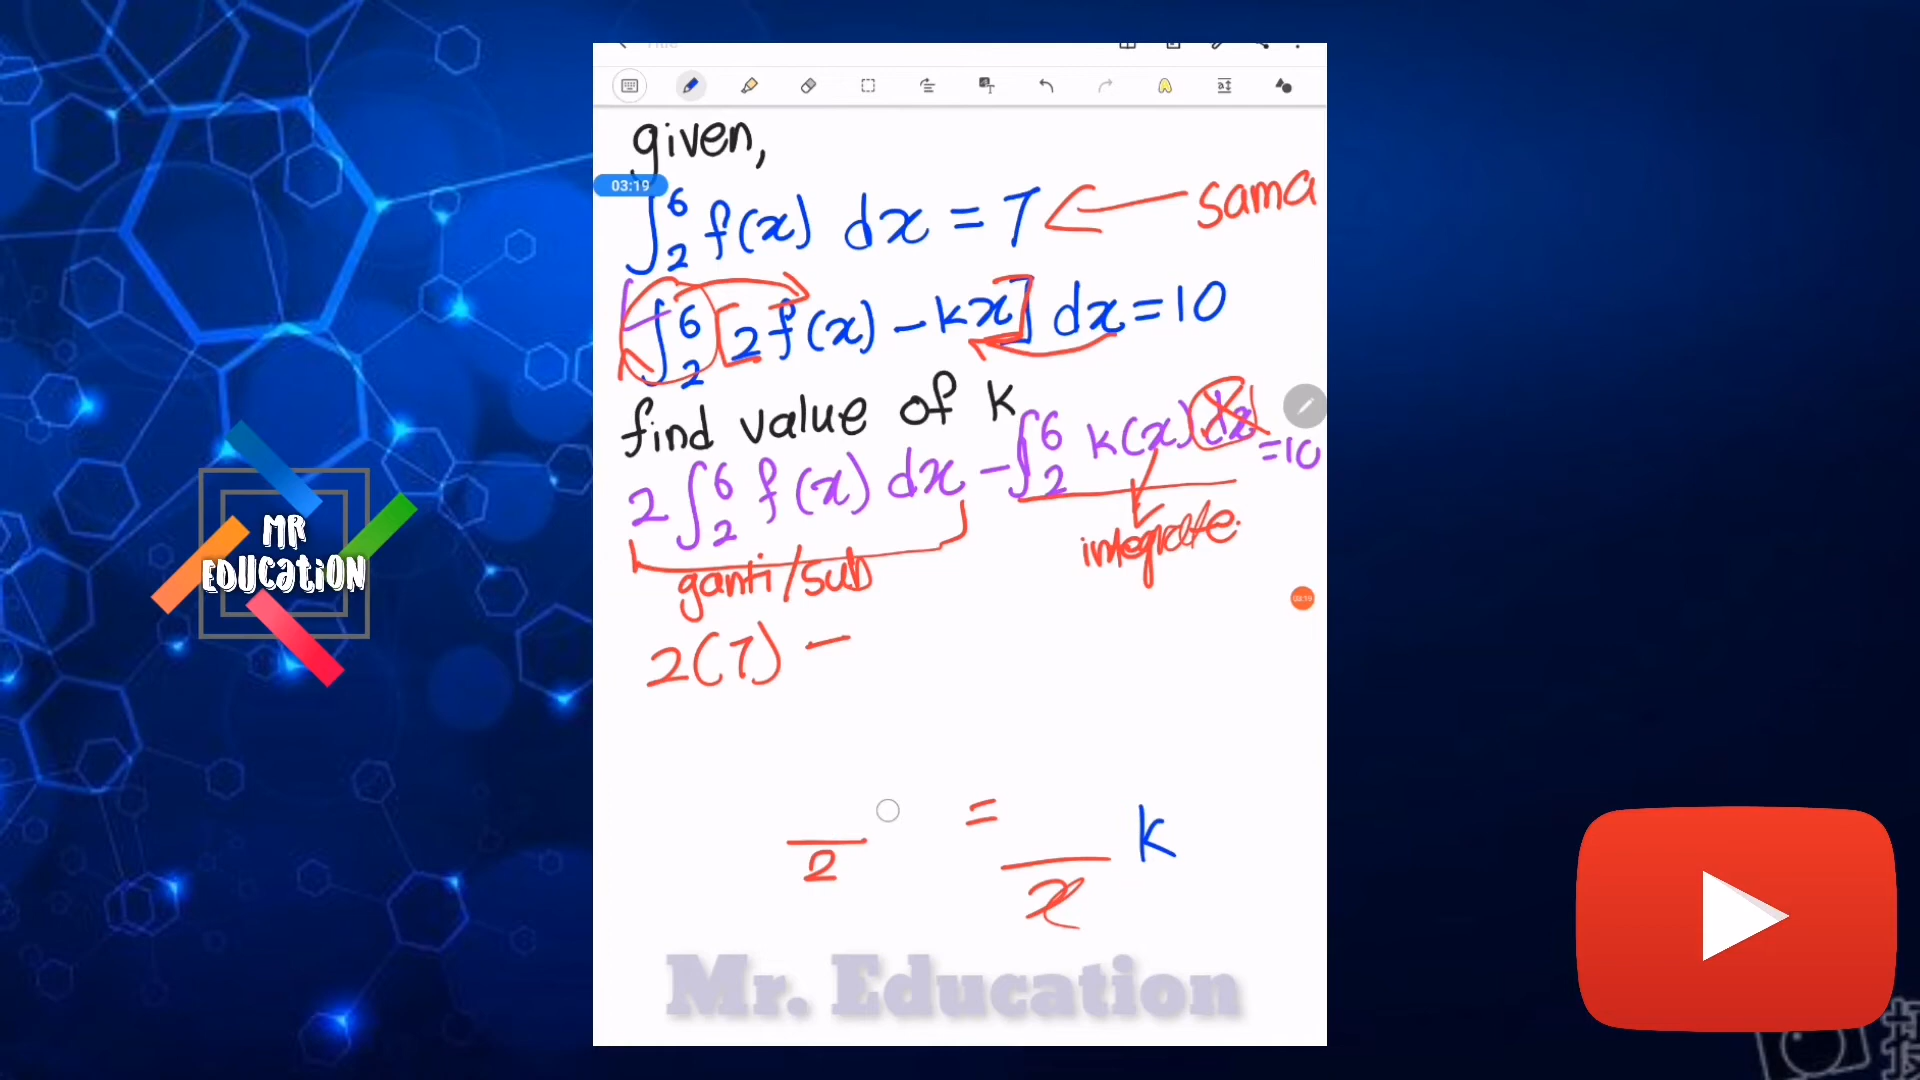 given,
03:19
∫₂⁶ f(x) dx = 7 ← sama
∫₂⁶ [2f(x) - kx] dx = 10
find value of k
2 ∫₂⁶ f(x) dx - ∫₂⁶ k(x) dx = 10
ganti/sub
integrate
MR
EDUCATION
2(7) -
= k
2
x
Mr. Education